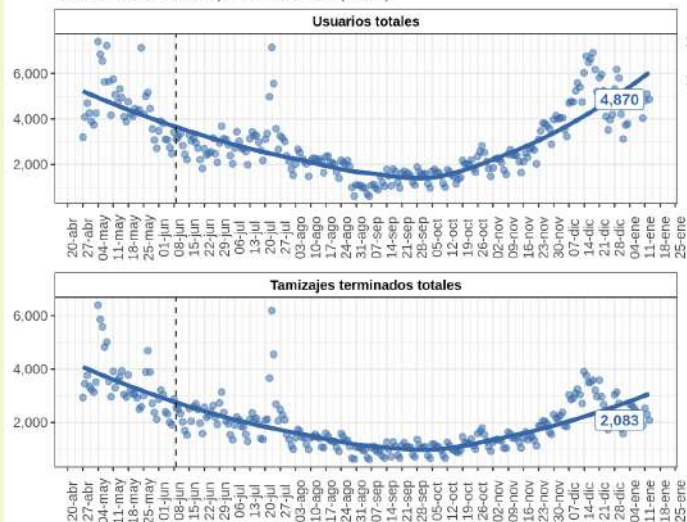 Usuarios totales
6,000
4,000
2,000
4,870
20-abr 27-abr 04-may 11-may 18-may 25-may 01-jun 08-jun 15-jun 22-jun 29-jun 06-jul 13-jul 20-jul 27-jul 03-ago 10-ago 17-ago 24-ago 31-ago 07-sep 14-sep 21-sep 28-sep 05-oct 12-oct 19-oct 26-oct 02-nov 09-nov 16-nov 23-nov 30-nov 07-dic 14-dic 21-dic 28-dic 04-ene 11-ene 18-ene 25-ene
Tamizajes terminados totales
6,000
4,000
2,000
2,083
20-abr 27-abr 04-may 11-may 18-may 25-may 01-jun 08-jun 15-jun 22-jun 29-jun 06-jul 13-jul 20-jul 27-jul 03-ago 10-ago 17-ago 24-ago 31-ago 07-sep 14-sep 21-sep 28-sep 05-oct 12-oct 19-oct 26-oct 02-nov 09-nov 16-nov 23-nov 30-nov 07-dic 14-dic 21-dic 28-dic 04-ene 11-ene 18-ene 25-ene